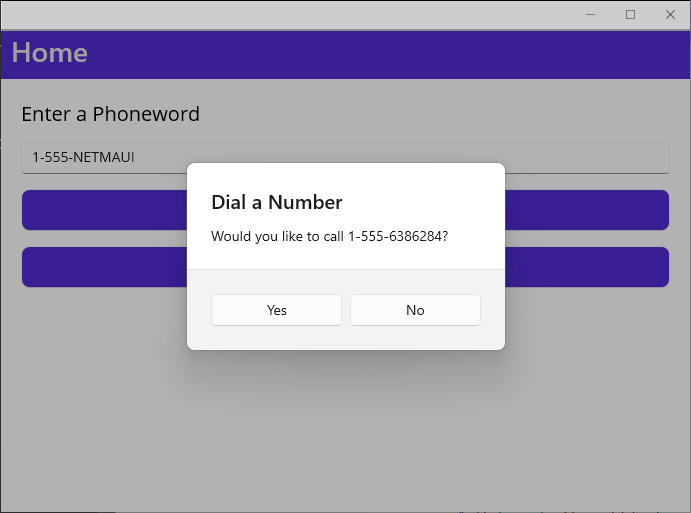 Home
Enter a Phoneword
1-555-NETMAUI
Dial a Number
Would you like to call 1-555-6386284?
Yes
No